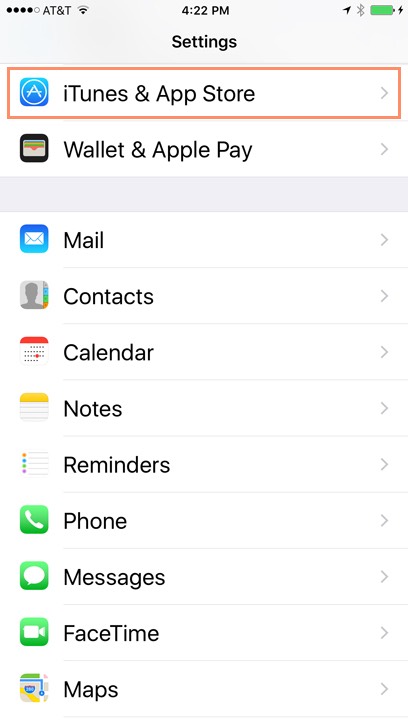 AT&T 4:22 PM
Settings
iTunes & App Store
Wallet & Apple Pay
Mail
Contacts
Calendar
Notes
Reminders
Phone
Messages
FaceTime
Maps